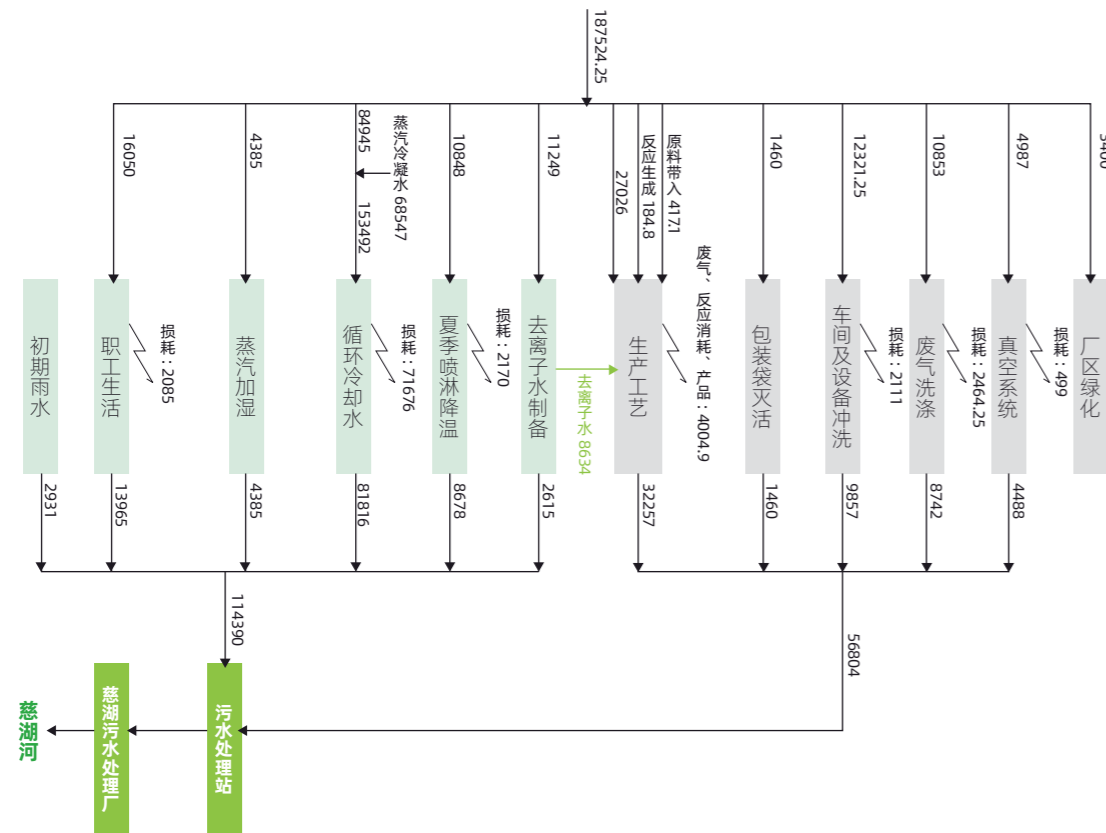 187524.25
16050
4385
84945
蒸汽冷凝水 68547
153492
10848
11249
27026
反应生成 184.8
原料带入 417.1
1460
12321.25
10853
4987
初期雨水
职工生活
损耗：2085
蒸汽加湿
循环冷却水
损耗：71676
夏季喷淋降温
损耗：2170
去离子水制备
去离子水 8634
生产工艺
废气、反应消耗、产品：4004.9
包装袋灭活
车间及设备冲洗
损耗：2111
废气洗涤
损耗：2464.25
真空系统
损耗：499
厂区绿化
2931
13965
4385
81816
8678
2615
32257
1460
9857
8742
4488
114390
56804
慈湖河
慈湖污水处理厂
污水处理站